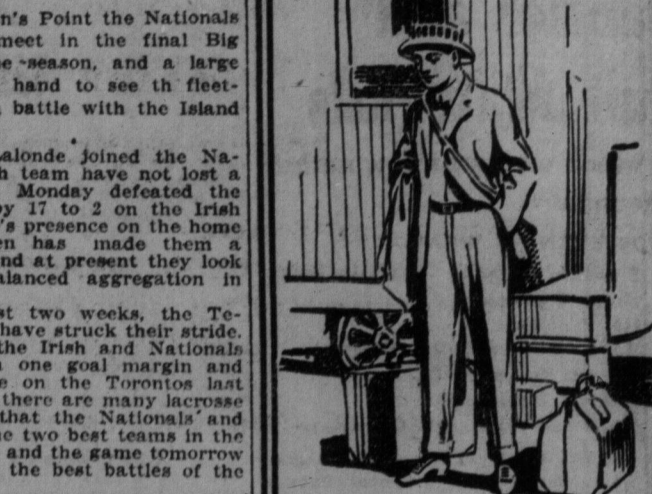 n's Point the Nationals
meet in the final Big
e season, and a large
hand to see th fleet-
battle with the Island
alonde joined the Na-
h team have not lost a
Monday defeated the
by 17 to 2 on the Irish
's presence on the home
en has made them a
nd at present they look
alanced aggregation in
st two weeks, the Te-
have struck their stride.
the Irish and Nationals
one goal margin and
e on the Torontos last
there are many lacrosse
that the Nationals and
e two best teams in the
and the game tomorrow
the best battles of the